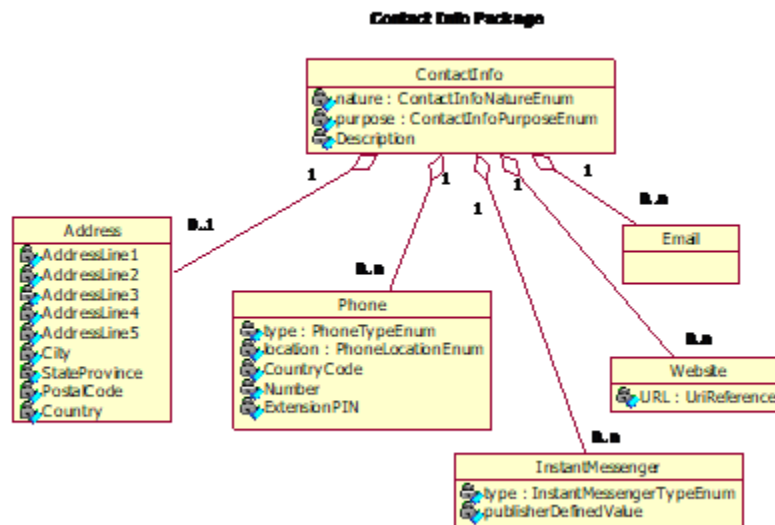 Contact Info Package
ContactInfo
nature : ContactInfoNatureEnum
purpose : ContactInfoPurposeEnum
Description
1
1
1
1
1
0..1
0..n
0..n
0..n
0..n
Address
AddressLine1
AddressLine2
AddressLine3
AddressLine4
AddressLine5
City
StateProvince
PostalCode
Country
Phone
type : PhoneTypeEnum
location : PhoneLocationEnum
CountryCode
Number
ExtensionPIN
Email
Website
URL : UriReference
InstantMessenger
type : InstantMessengerTypeEnum
publisherDefinedValue